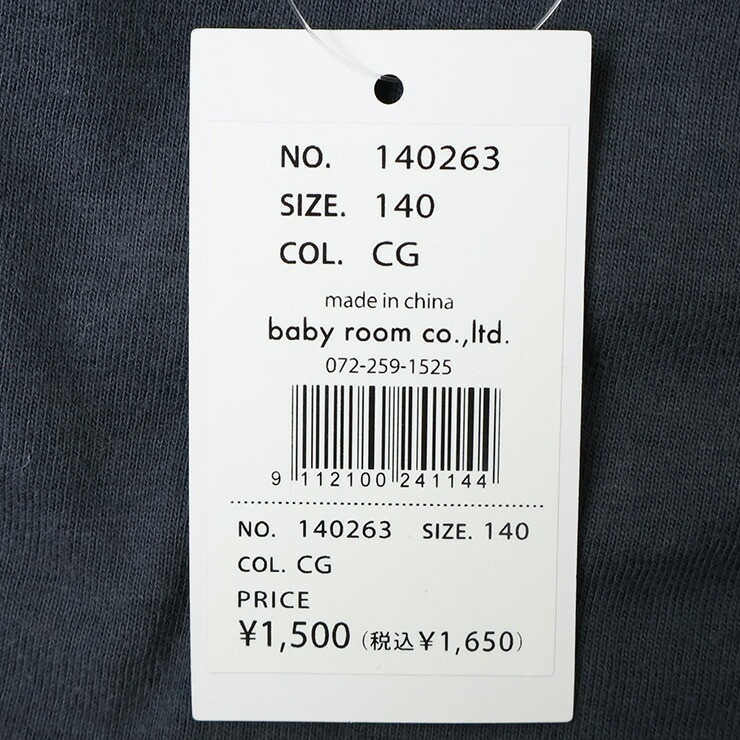 NO. 140263
SIZE. 140
COL. CG
made in china
baby room co.,ltd.
072-259-1525
9 112100 241144
NO. 140263 SIZE. 140
COL. CG
PRICE
¥1,500 (税込¥1,650)